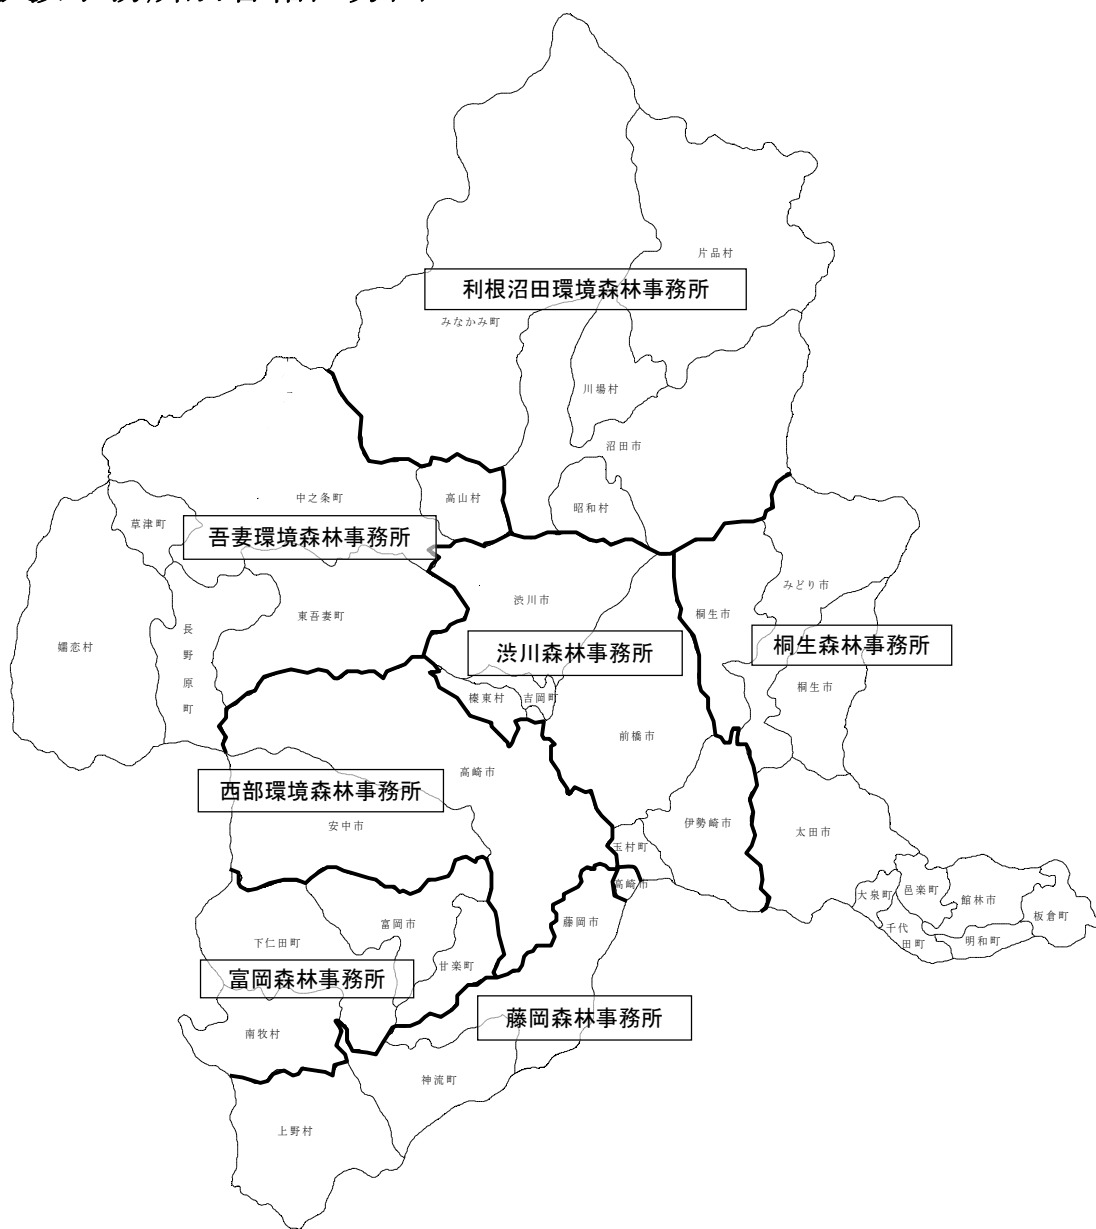 片品村
利根沼田環境森林事務所
みなかみ町
川場村
沼田市
高山村
中之条町
昭和村
草津町
吾妻環境森林事務所
みどり市
渋川市
東吾妻町
桐生市
長野原町
嬬恋村
渋川森林事務所
桐生森林事務所
桐生市
榛東村
吉岡町
前橋市
高崎市
西部環境森林事務所
安中市
伊勢崎市
太田市
玉村町
高崎市
大泉町
邑楽町
館林市
板倉町
千代
田町
明和町
富岡市
藤岡市
下仁田町
甘楽町
富岡森林事務所
藤岡森林事務所
南牧村
神流町
上野村